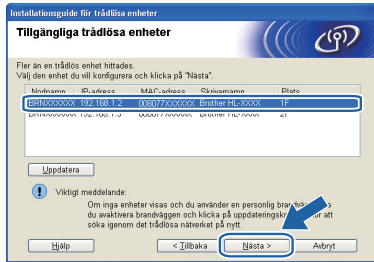 Installationsguide för trådlösa enheter
Tillgängliga trådlösa enheter
Fler än en trådlös enhet hittades.
Välj den enhet du vill konfigurera och klicka på "Nästa".
Nodnamn IP-adress MAC-adress Skrivarnamn Plats
BRNXXXXXX 192.168.1.2 008077XXXXXX Brother HL-XXXX 1F
BRNXXXXXX 192.168.1.3 008077XXXXXX Brother HL-XXXX 2F
Uppdatera
Viktigt meddelande:
Om inga enheter visas och du använder en personlig
du avaktivera brandväggen och klicka på att
söka igenom det trådlösa nätverket på nytt.
Hjälp < Tillbaka Nästa > Avbryt